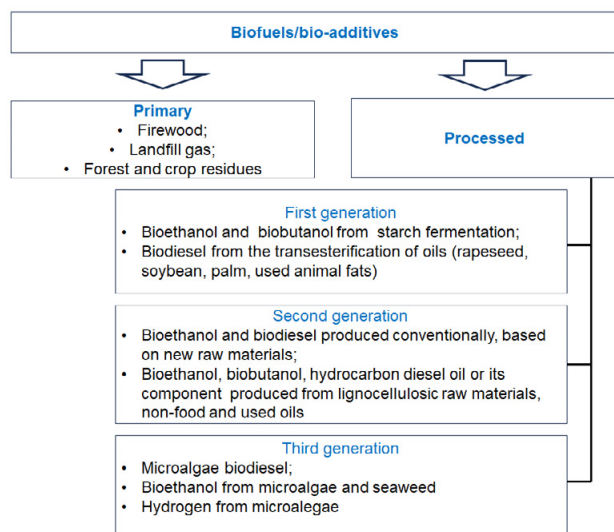 Biofuels/bio-additives
Primary
• Firewood;
• Landfill gas;
• Forest and crop residues
Processed
First generation
• Bioethanol and biobutanol from starch fermentation;
• Biodiesel from the transesterification of oils (rapeseed,
soybean, palm, used animal fats)
Second generation
• Bioethanol and biodiesel produced conventionally, based
on new raw materials;
• Bioethanol, biobutanol, hydrocarbon diesel oil or its
component produced from lignocellulosic raw materials,
non-food and used oils
Third generation
• Microalgae biodiesel;
• Bioethanol from microalgae and seaweed
• Hydrogen from microalegae